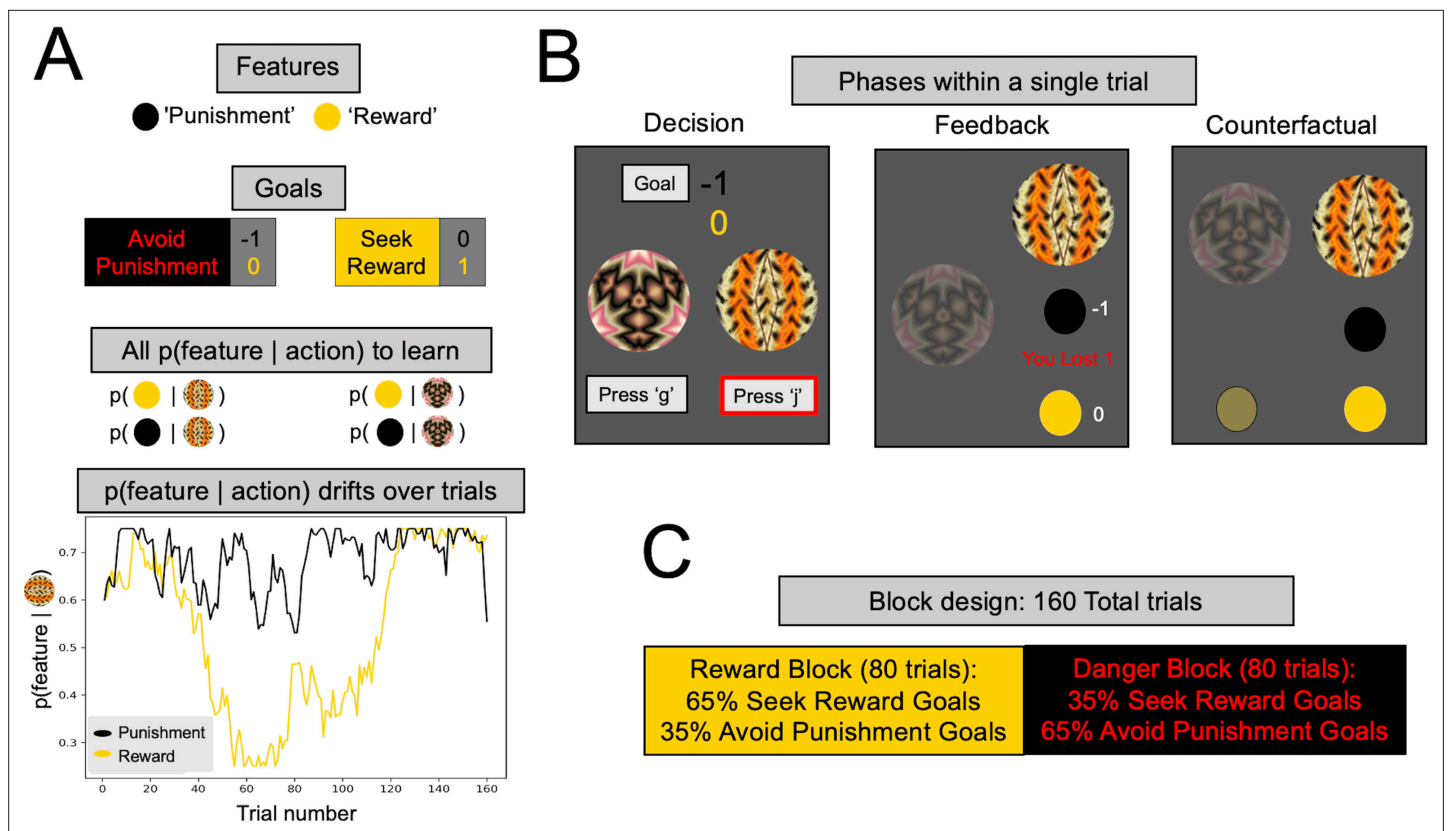 A
Features
'Punishment' ‘Reward’
Goals
Avoid Punishment
-1
0
Seek Reward
0
1
All p(feature | action) to learn
p( | ) p( | )
p( | ) p( | )
p(feature | action) drifts over trials
p(feature | )
0.7
0.6
0.5
0.4
0.3
Punishment
Reward
0 20 40 60 80 100 120 140 160
Trial number
B
Phases within a single trial
Decision
Goal -1
0
Press ‘g’ Press ‘j’
Feedback
-1
You Lost 1
0
Counterfactual
C
Block design: 160 Total trials
Reward Block (80 trials):
65% Seek Reward Goals
35% Avoid Punishment Goals
Danger Block (80 trials):
35% Seek Reward Goals
65% Avoid Punishment Goals